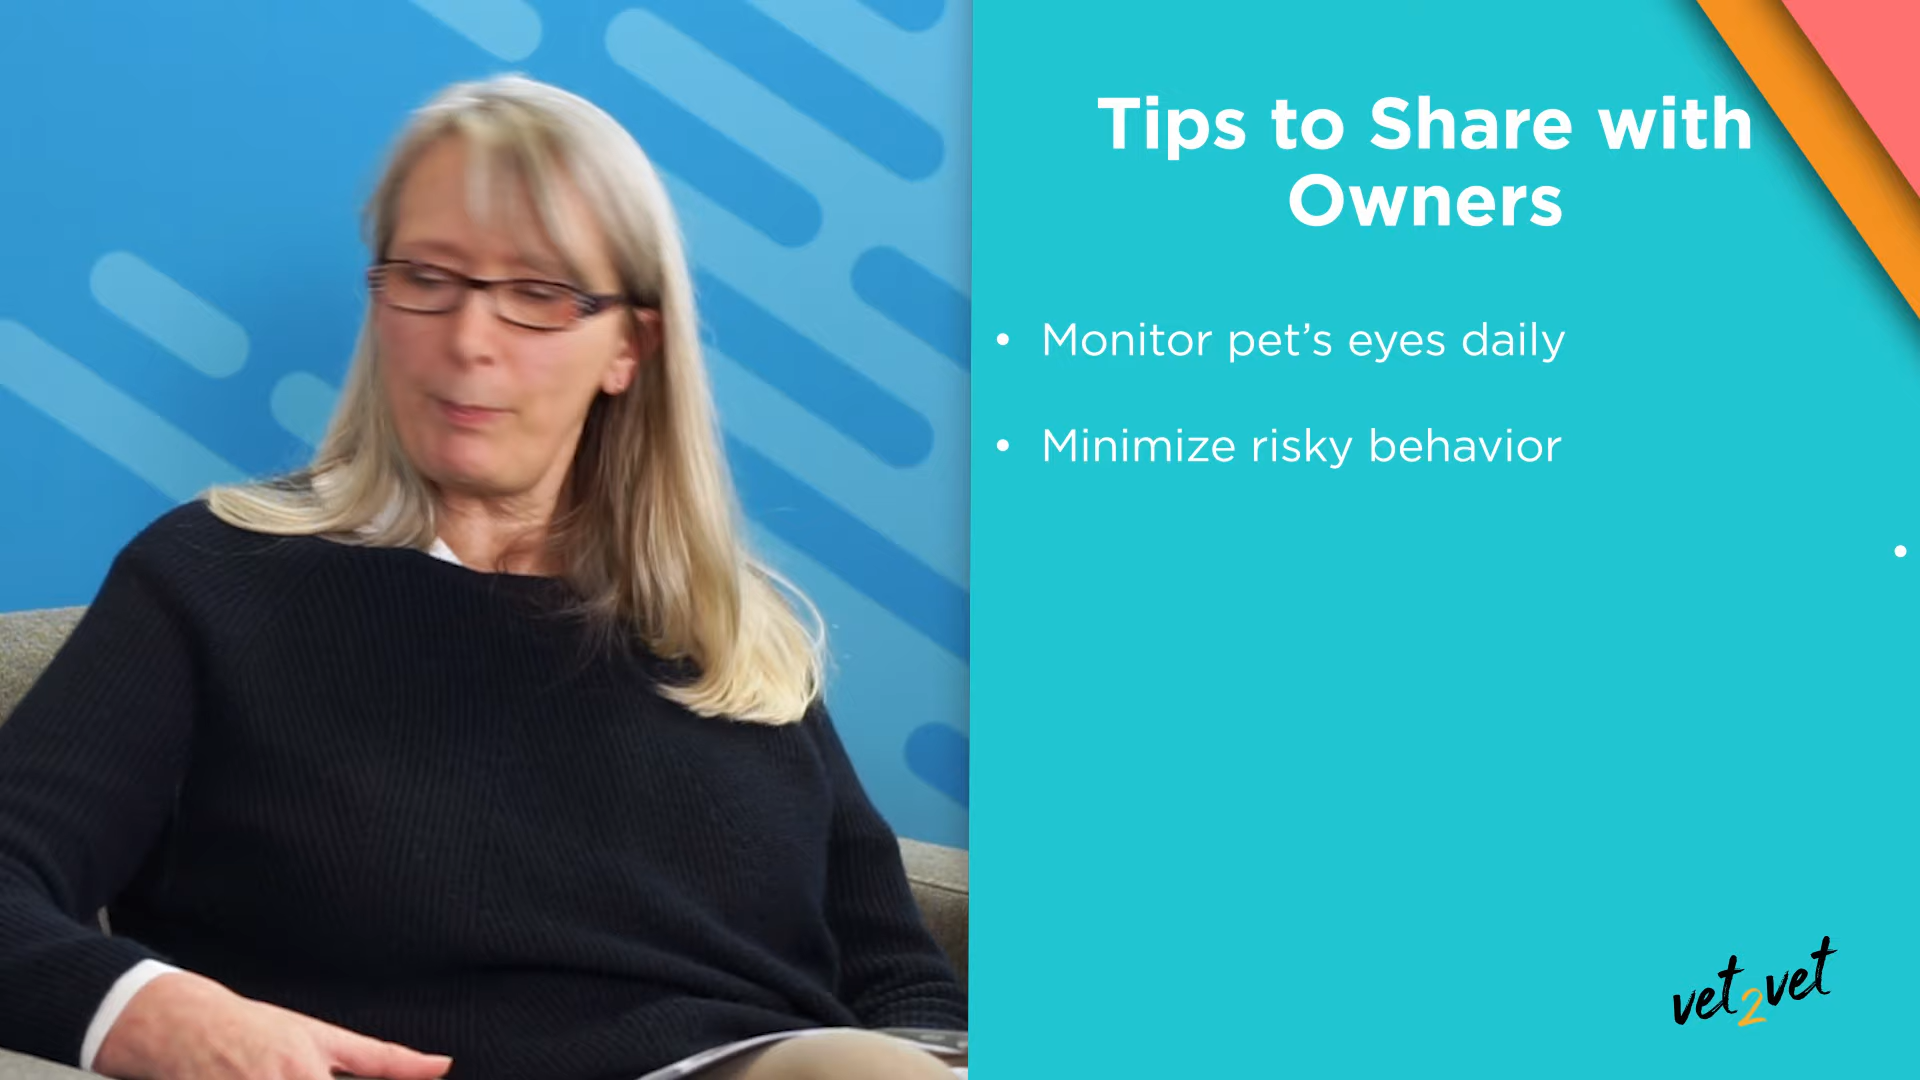 Tips to Share with
Owners
• Monitor pet’s eyes daily
• Minimize risky behavior
•
vet2vet